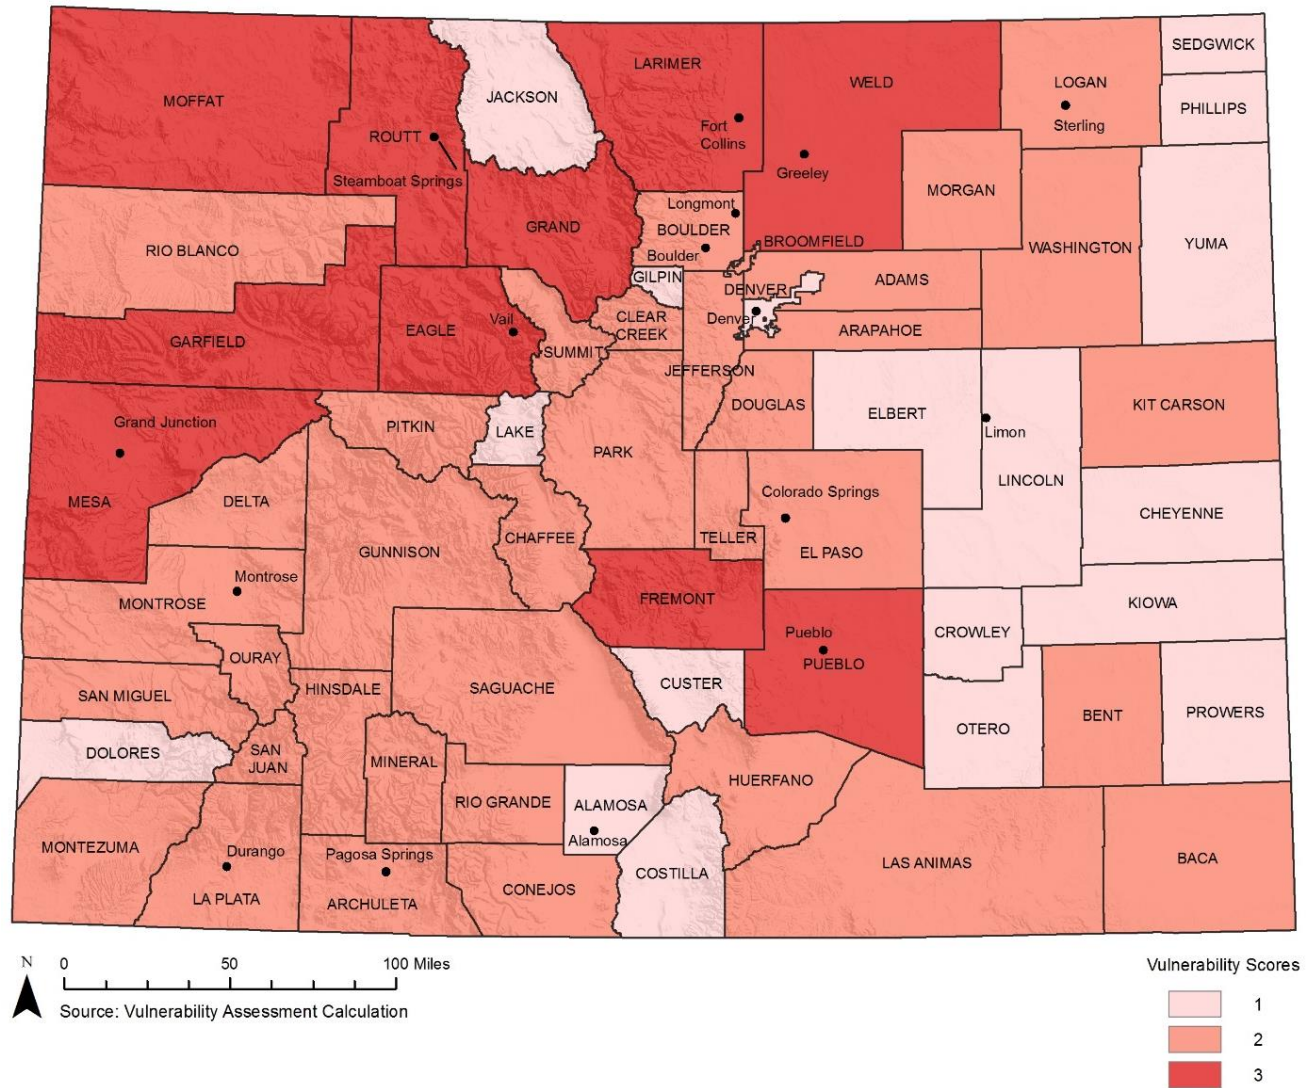 MOFFAT
ROUTT
Steamboat Springs
JACKSON
LARIMER
Fort
Collins
WELD
Greeley
LOGAN
Sterling
SEDGWICK
PHILLIPS
MORGAN
WASHINGTON
YUMA
RIO BLANCO
GRAND
Longmont
BOULDER
Boulder
BROOMFIELD
GILPIN
DENVER
Denver
ADAMS
ARAPAHOE
GARFIELD
EAGLE
Vail
SUMMIT
CLEAR
CREEK
JEFFERSON
DOUGLAS
ELBERT
Limon
LINCOLN
KIT CARSON
Grand Junction
MESA
PITKIN
LAKE
PARK
DELTA
GUNNISON
CHAFFEE
TELLER
Colorado Springs
EL PASO
CHEYENNE
Montrose
MONTROSE
FREMONT
KIOWA
OURAY
CROWLEY
Pueblo
PUEBLO
SAN MIGUEL
HINSDALE
SAGUACHE
CUSTER
OTERO
BENT
PROWERS
DOLORES
SAN
JUAN
MINERAL
RIO GRANDE
ALAMOSA
Alamosa
HUERFANO
MONTEZUMA
Durango
LA PLATA
Pagosa Springs
ARCHULETA
CONEJOS
COSTILLA
LAS ANIMAS
BACA
N
0 50 100 Miles
Source: Vulnerability Assessment Calculation
Vulnerability Scores
1
2
3